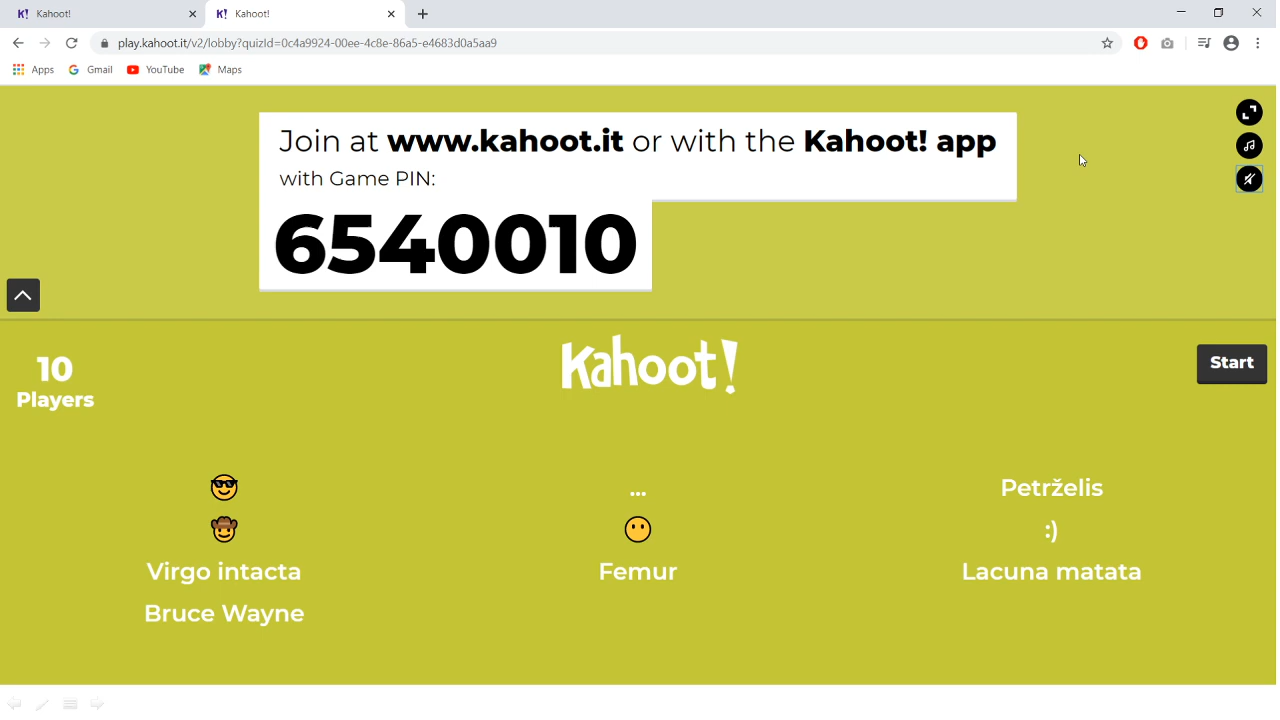 Kahoot!
Kahoot!
play.kahoot.it/v2/lobby?quizId=0c4a9924-00ee-4c8e-86a5-e4683d0a5aa9
Apps Gmail YouTube Maps
Join at www.kahoot.it or with the Kahoot! app
with Game PIN:
6540010
10
Players
Kahoot!
Start
😎 ... Petrželis
🤠 😶 :)
Virgo intacta Femur Lacuna matata
Bruce Wayne